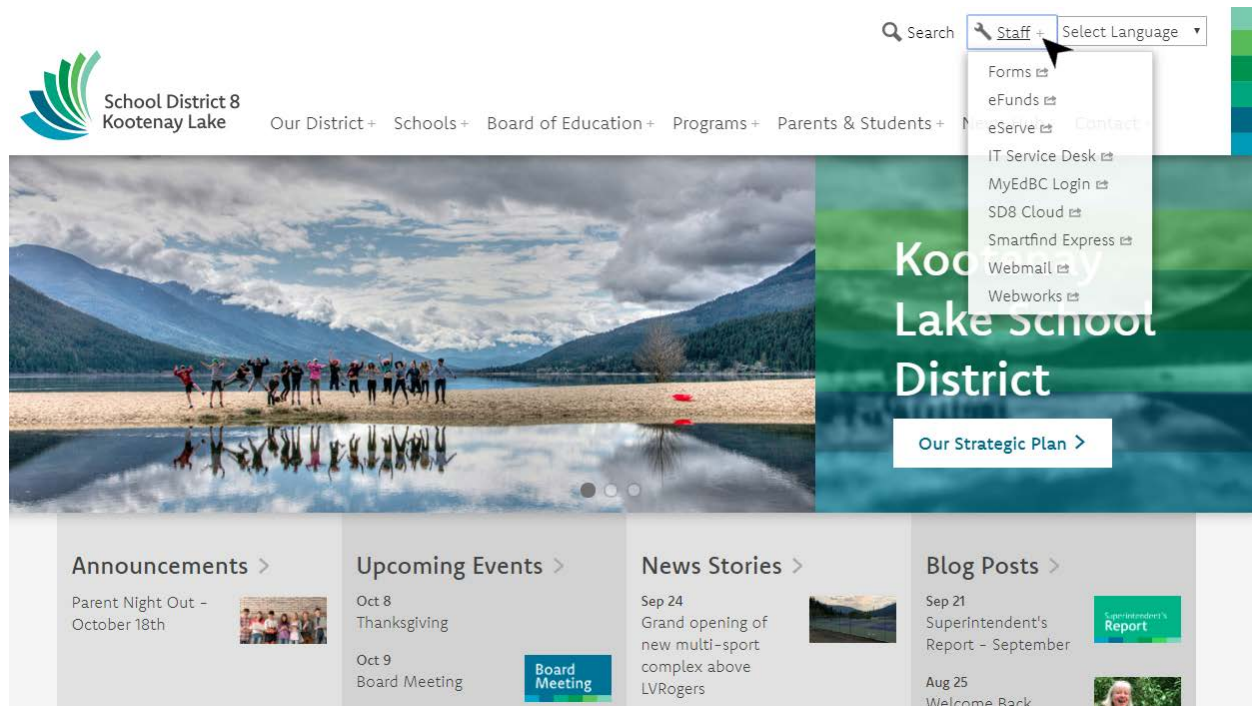 Search
Staff +
Select Language
Forms
eFunds
eServe
IT Service Desk
MyEdBC Login
SD8 Cloud
Smartfind Express
Webmail
Webworks
School District 8
Kootenay Lake
Our District +
Schools +
Board of Education +
Programs +
Parents & Students +
Contact +
Kootenay
Lake School
District
Our Strategic Plan >
Announcements >
Parent Night Out -
October 18th
Upcoming Events >
Oct 8
Thanksgiving
Oct 9
Board Meeting
Board
Meeting
News Stories >
Sep 24
Grand opening of
new multi-sport
complex above
LVRogers
Blog Posts >
Sep 21
Superintendent's
Report - September
Superintendent's
Report
Aug 25
Welcome Back